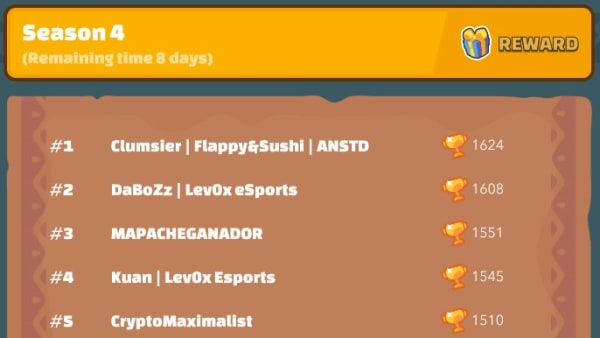 Season 4
REWARD
(Remaining time 8 days)
#1 Clumsier | Flappy&Sushi | ANSTD 1624
#2 DaBoZz | Lev0x eSports 1608
#3 MAPACHEGANADOR 1551
#4 Kuan | Lev0x Esports 1545
#5 CryptoMaximalist 1510